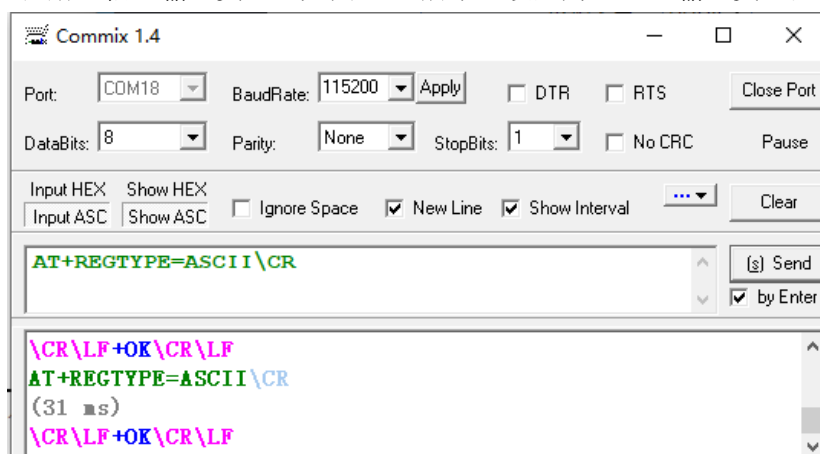 Commix 1.4
Port: COM18 BaudRate: 115200 Apply DTR RTS Close Port
DataBits: 8 Parity: None StopBits: 1 No CRC Pause
Input HEX Show HEX
Input ASC Show ASC Ignore Space New Line Show Interval ... Clear
AT+REGTYPE=ASCII\CR (s) Send
by Enter
\CR\LF+OK\CR\LF
AT+REGTYPE=ASCII\CR
(31 ms)
\CR\LF+OK\CR\LF